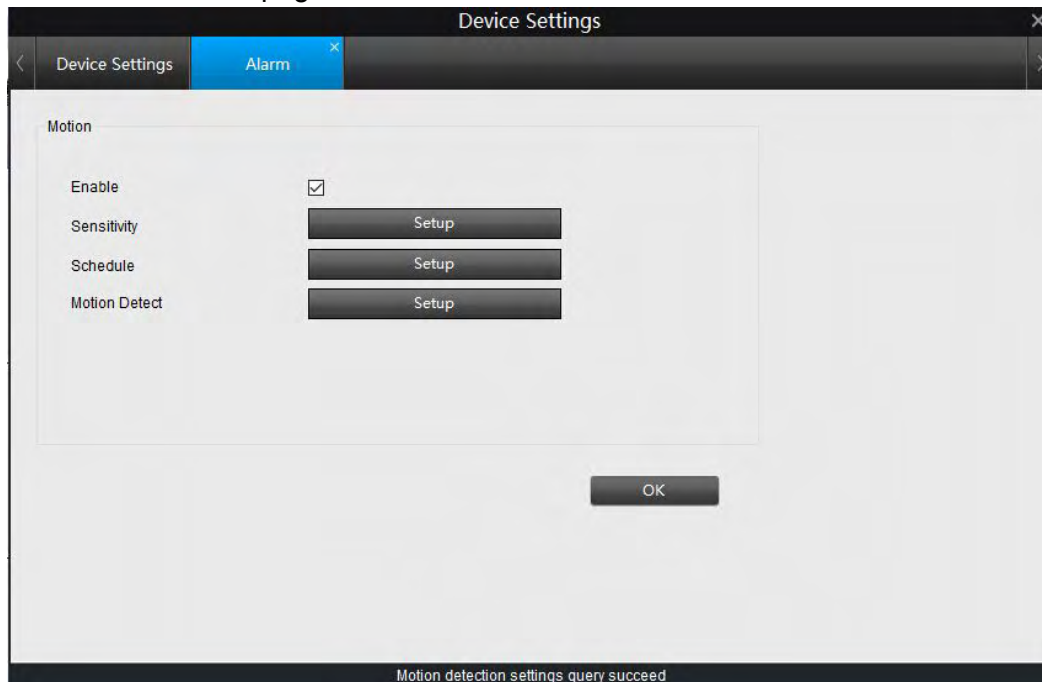 Device Settings
Device Settings Alarm
Motion
Enable
Sensitivity Setup
Schedule Setup
Motion Detect Setup
OK
Motion detection settings query succeed